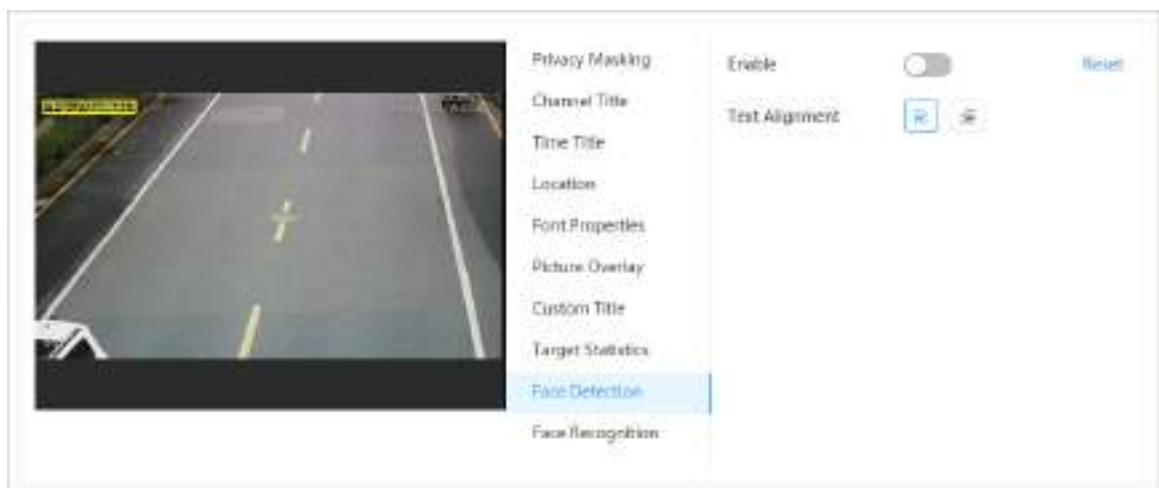 Privacy Masking
Channel Title
Time Title
Location
Font Properties
Picture Overlay
Custom Title
Target Statistics
Face Detection
Face Recognition
Enable
Reset
Text Alignment